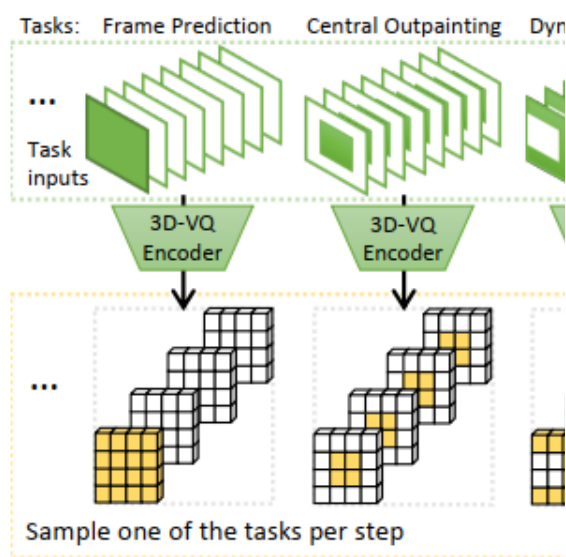 Tasks: Frame Prediction Central Outpainting Dyn
...
Task
inputs
3D-VQ
Encoder
3D-VQ
Encoder
...
Sample one of the tasks per step